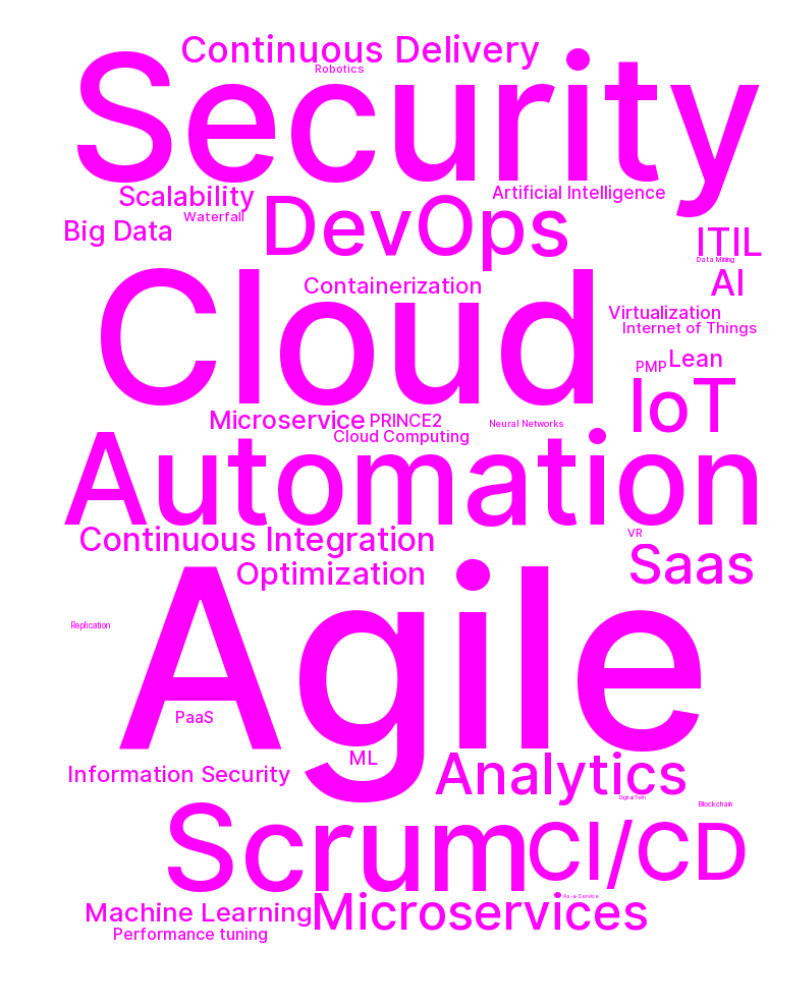 Continuous Delivery
Robotics
Security
Scalability
Artificial Intelligence
Waterfall
DevOps
Big Data
ITIL
Data Mining
AI
Cloud
Containerization
Virtualization
Internet of Things
Lean
PMP
IoT
Microservice
PRINCE2
Neural Networks
Cloud Computing
Automation
Continuous Integration
VR
Saas
Optimization
Agile
Replication
PaaS
ML
Information Security
Analytics
Digital Twin
Blockchain
Scrum
CI/CD
As-a-Service
Machine Learning
Microservices
Performance tuning